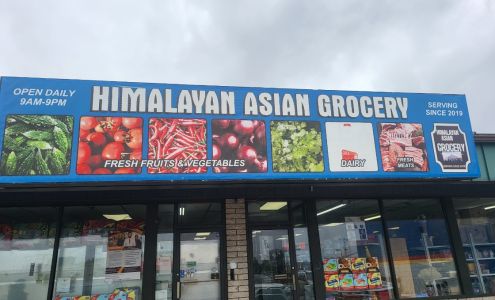 OPEN DAILY
9AM-9PM
HIMALAYAN ASIAN GROCERY
SERVING
SINCE 2019
FRESH FRUITS & VEGETABLES
DAIRY
FRESH
MEATS
HIMALAYAN
ASIAN
GROCERY